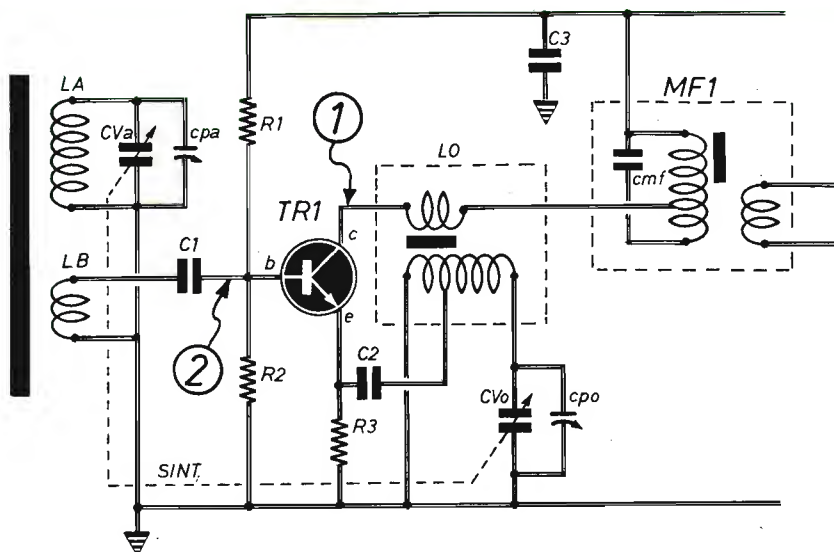 C3
LA
CVa
cpa
R1
1
LO
MF1
cmf
TR1
c
b
e
LB
C1
2
R2
C2
R3
CVo
cpo
SINT.